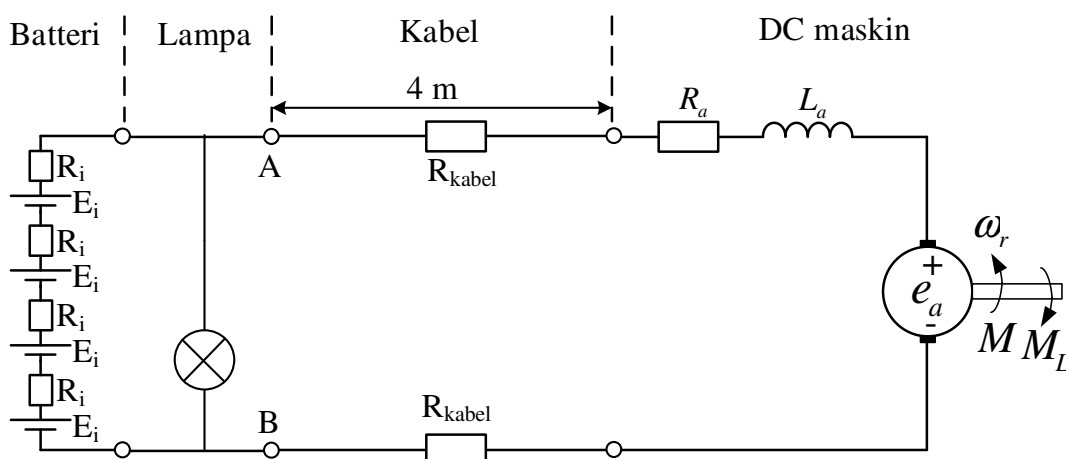 Batteri
Lampa
Kabel
DC maskin
4 m
R_a
L_a
R_i
E_i
R_i
E_i
R_i
E_i
R_i
E_i
A
R_kabel
B
R_kabel
ω_r
+
e_a
-
M
M_L